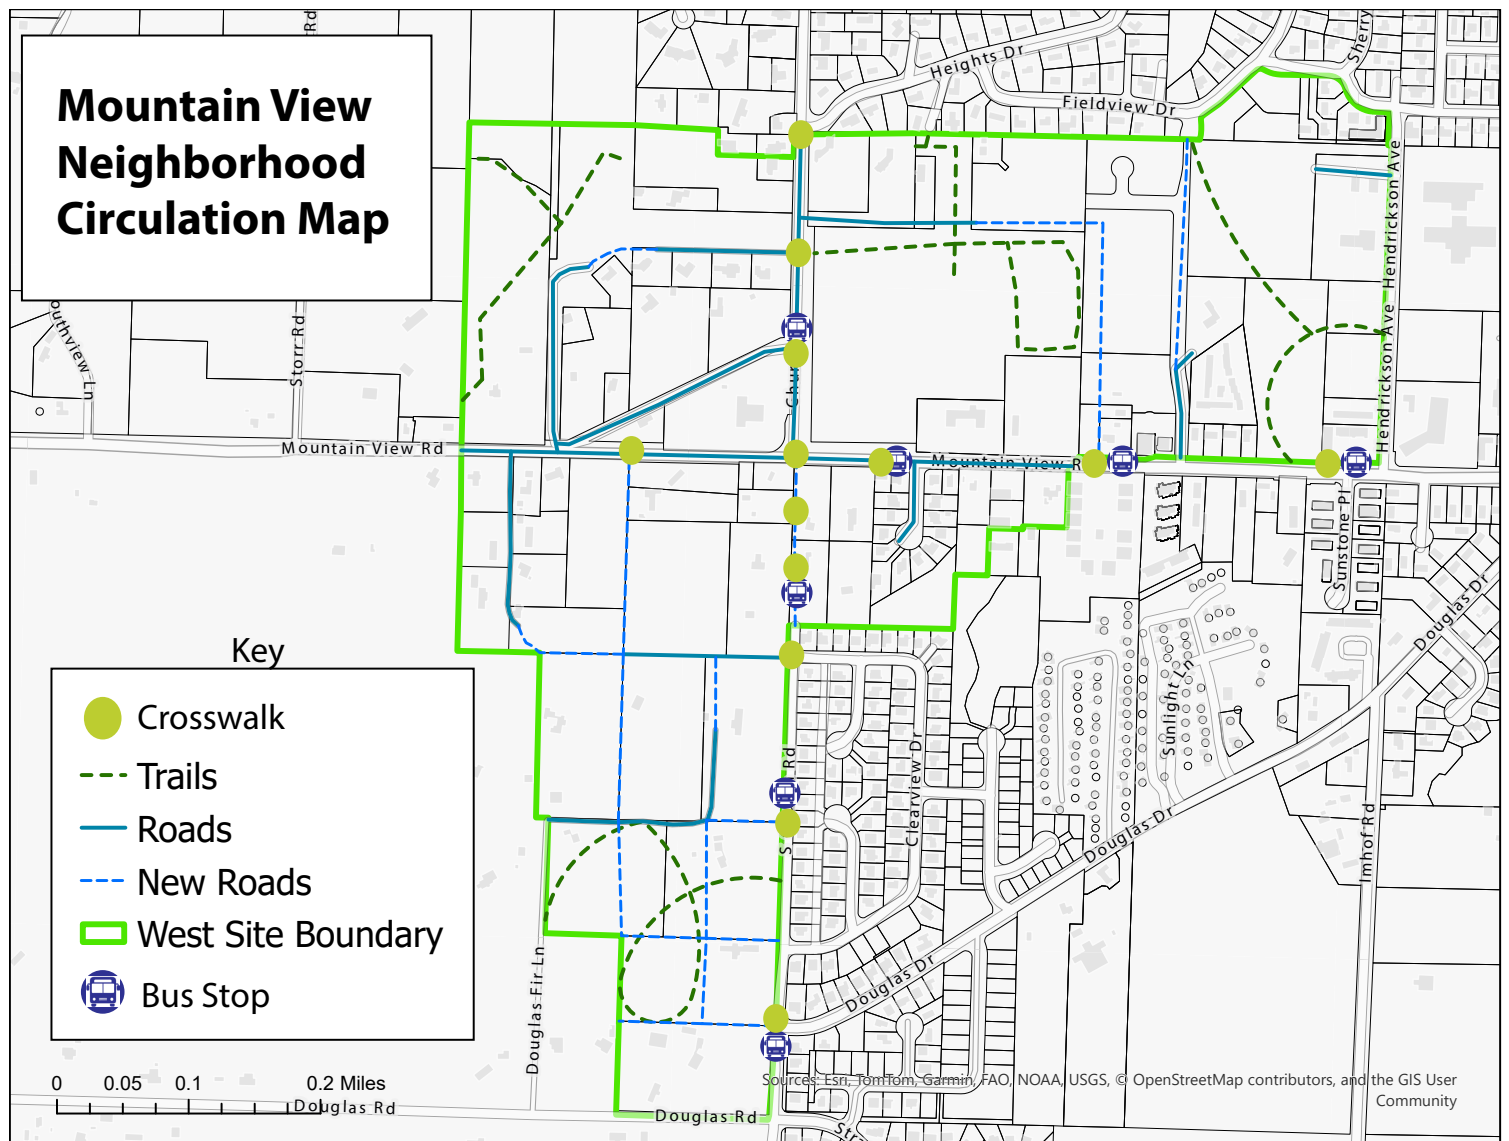 Mountain View
Neighborhood
Circulation Map
Rd
Heights Dr
Fieldview Dr
Sherry
Hendrickson Ave
Hendrickson Ave
Storr Rd
Mountain View Rd
Mountain View R
Sunstone Pl
Douglas Dr
Sunlight Ln
Clearview Dr
S
Rd
Douglas Dr
Imhof Rd
Douglas Dr
Douglas Fir Ln
Key
Crosswalk
Trails
Roads
New Roads
West Site Boundary
Bus Stop
0 0.05 0.1 0.2 Miles
Douglas Rd
Douglas Rd
Sources: Esri, TomTom, Garmin, FAO, NOAA, USGS, © OpenStreetMap contributors, and the GIS User
Community